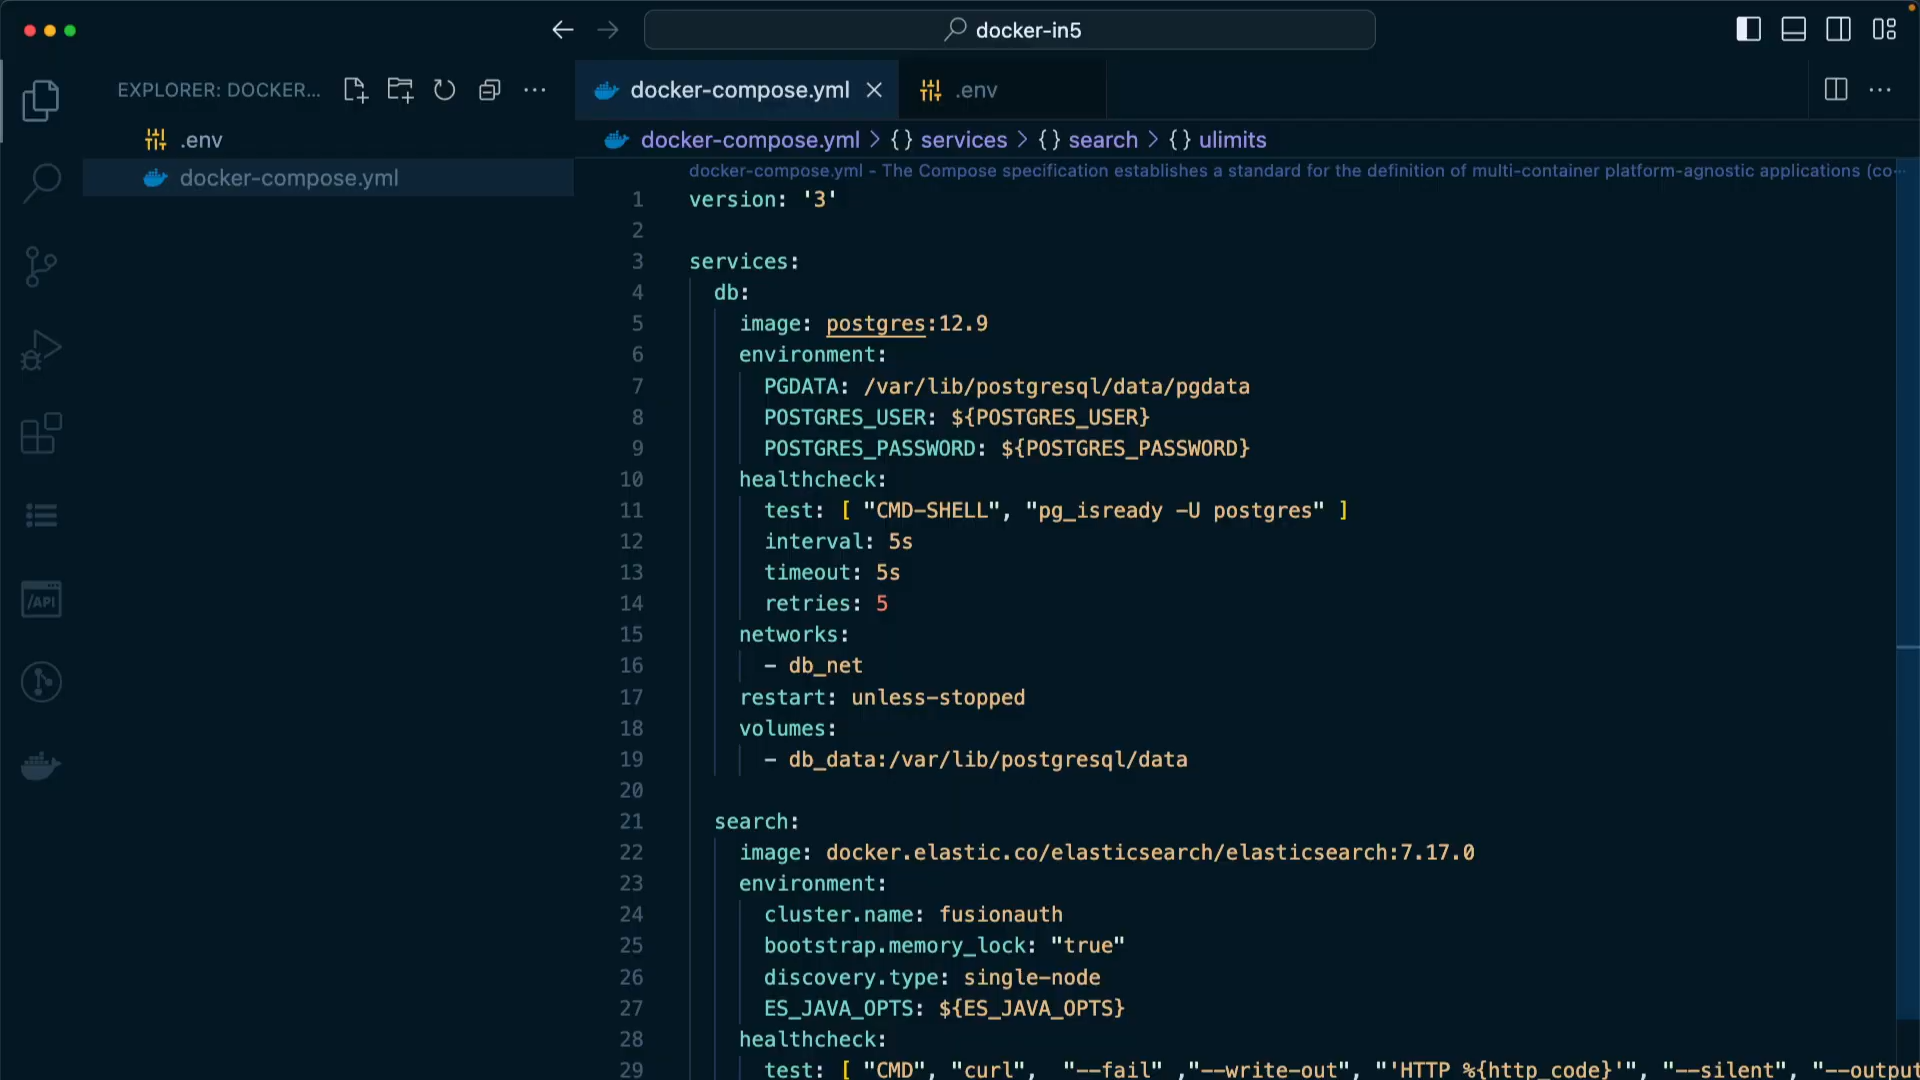 docker-in5
EXPLORER: DOCKER...
docker-compose.yml
.env
.env
docker-compose.yml > {} services > {} search > {} ulimits
docker-compose.yml
docker-compose.yml - The Compose specification establishes a standard for the definition of multi-container platform-agnostic applications (co...
1 version: '3'
2
3 services:
4 db:
5 image: postgres:12.9
6 environment:
7 PGDATA: /var/lib/postgresql/data/pgdata
8 POSTGRES_USER: ${POSTGRES_USER}
9 POSTGRES_PASSWORD: ${POSTGRES_PASSWORD}
10 healthcheck:
11 test: [ "CMD-SHELL", "pg_isready -U postgres" ]
12 interval: 5s
13 timeout: 5s
14 retries: 5
15 networks:
16 - db_net
17 restart: unless-stopped
18 volumes:
19 - db_data:/var/lib/postgresql/data
20
21 search:
22 image: docker.elastic.co/elasticsearch/elasticsearch:7.17.0
23 environment:
24 cluster.name: fusionauth
25 bootstrap.memory_lock: "true"
26 discovery.type: single-node
27 ES_JAVA_OPTS: ${ES_JAVA_OPTS}
28 healthcheck:
29 test: [ "CMD", "curl", "--fail" ,"--write-out", "'HTTP %{http_code}'", "--silent", "--output
/API